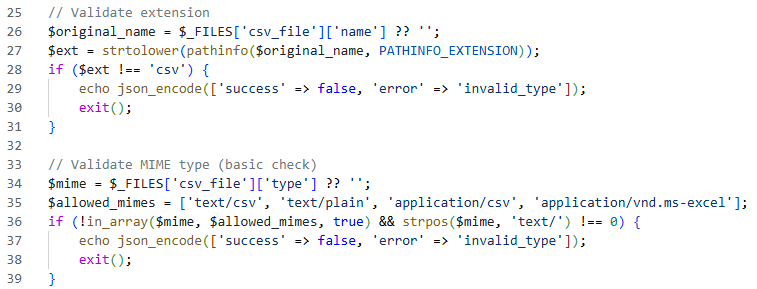 25 // Validate extension
26 $original_name = $_FILES['csv_file']['name'] ?? '';
27 $ext = strtolower(pathinfo($original_name, PATHINFO_EXTENSION));
28 if ($ext !== 'csv') {
29     echo json_encode(['success' => false, 'error' => 'invalid_type']);
30     exit();
31 }
32
33 // Validate MIME type (basic check)
34 $mime = $_FILES['csv_file']['type'] ?? '';
35 $allowed_mimes = ['text/csv', 'text/plain', 'application/csv', 'application/vnd.ms-excel'];
36 if (!in_array($mime, $allowed_mimes, true) && strpos($mime, 'text/') !== 0) {
37     echo json_encode(['success' => false, 'error' => 'invalid_type']);
38     exit();
39 }